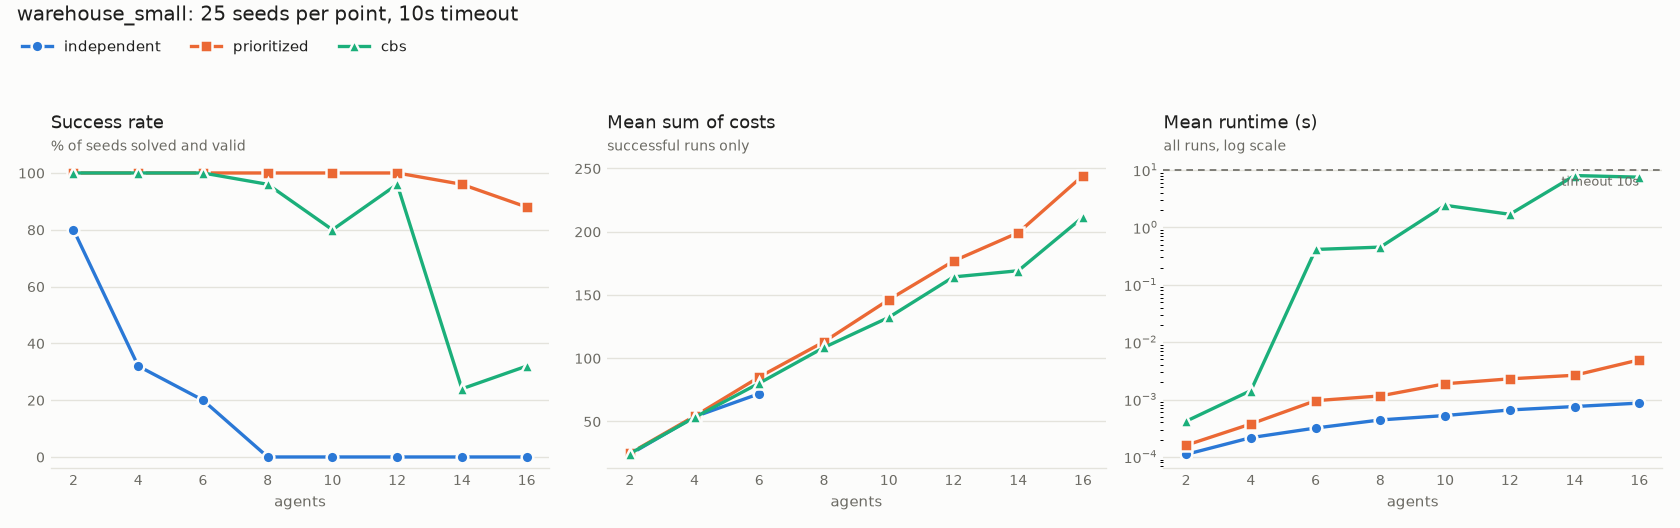 warehouse_small: 25 seeds per point, 10s timeout
independent prioritized cbs
Success rate
% of seeds solved and valid
100
80
60
40
20
0
2 4 6 8 10 12 14 16
agents
Mean sum of costs
successful runs only
250
200
150
100
50
2 4 6 8 10 12 14 16
agents
Mean runtime (s)
all runs, log scale
10¹
timeout 10s
10⁰
10⁻¹
10⁻²
10⁻³
10⁻⁴
2 4 6 8 10 12 14 16
agents